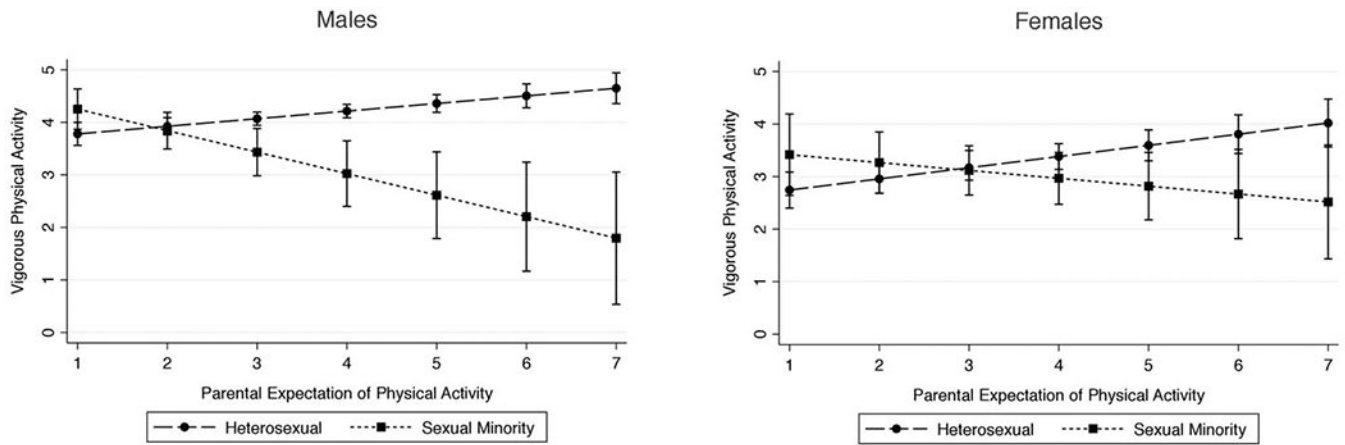 Males
Vigorous Physical Activity
5
4
3
2
1
0
1 2 3 4 5 6 7
Parental Expectation of Physical Activity
Heterosexual Sexual Minority
Females
Vigorous Physical Activity
5
4
3
2
1
0
1 2 3 4 5 6 7
Parental Expectation of Physical Activity
Heterosexual Sexual Minority